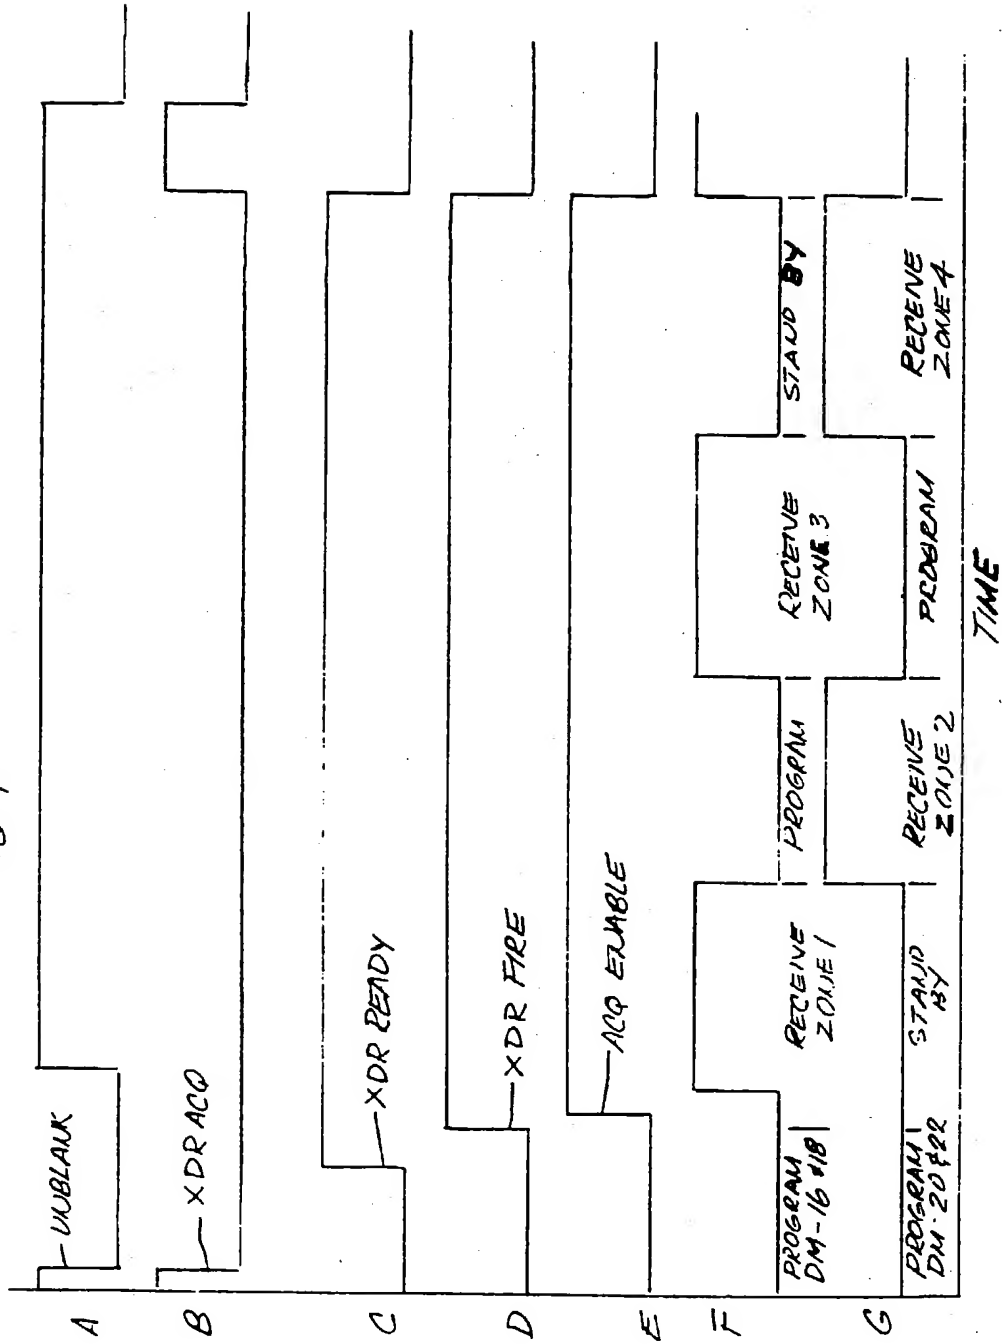 A
UNBLANK
B
XDR ACQ
C
XDR READY
D
XDR FIRE
E
ACQ ENABLE
F
PROGRAM
DM-16 & 18
RECEIVE
ZONE 1
PROGRAM
RECEIVE
ZONE 3
STAND BY
G
PROGRAM
DM-20 & 22
STAND
BY
RECEIVE
ZONE 2
PROGRAM
RECEIVE
ZONE 4
TIME